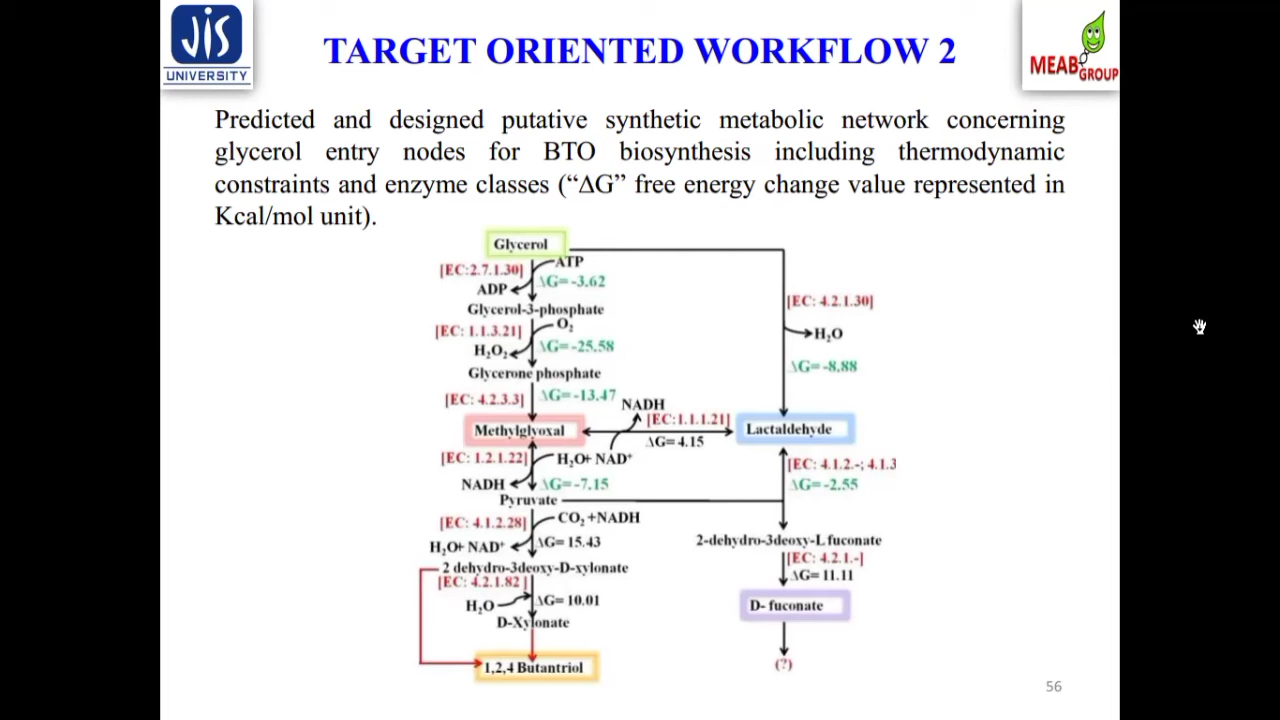 JIS
UNIVERSITY
TARGET ORIENTED WORKFLOW 2
MEAB GROUP
Predicted and designed putative synthetic metabolic network concerning
glycerol entry nodes for BTO biosynthesis including thermodynamic
constraints and enzyme classes (“ΔG” free energy change value represented in
Kcal/mol unit).
Glycerol
[EC:2.7.1.30]
ATP
ADP
ΔG= -3.62
Glycerol-3-phosphate
[EC: 1.1.3.21]
O₂
H₂O₂
ΔG= -25.58
Glycerone phosphate
[EC: 4.2.3.3]
ΔG= -13.47
[EC: 4.2.1.30]
H₂O
ΔG= -8.88
NADH
[EC:1.1.1.21]
Methylglyoxal
ΔG= 4.15
Lactaldehyde
[EC: 1.2.1.22]
H₂O+ NAD⁺
NADH
ΔG= -7.15
[EC: 4.1.2.-; 4.1.3
ΔG= -2.55
Pyruvate
[EC: 4.1.2.28]
CO₂ +NADH
H₂O+ NAD⁺
ΔG= 15.43
2-dehydro-3deoxy-L fuconate
[EC: 4.2.1.-]
ΔG= 11.11
2 dehydro-3deoxy-D-xylonate
[EC: 4.2.1.82 ]
H₂O
ΔG= 10.01
D-Xylonate
D- fuconate
1,2,4 Butantriol
(?)
56